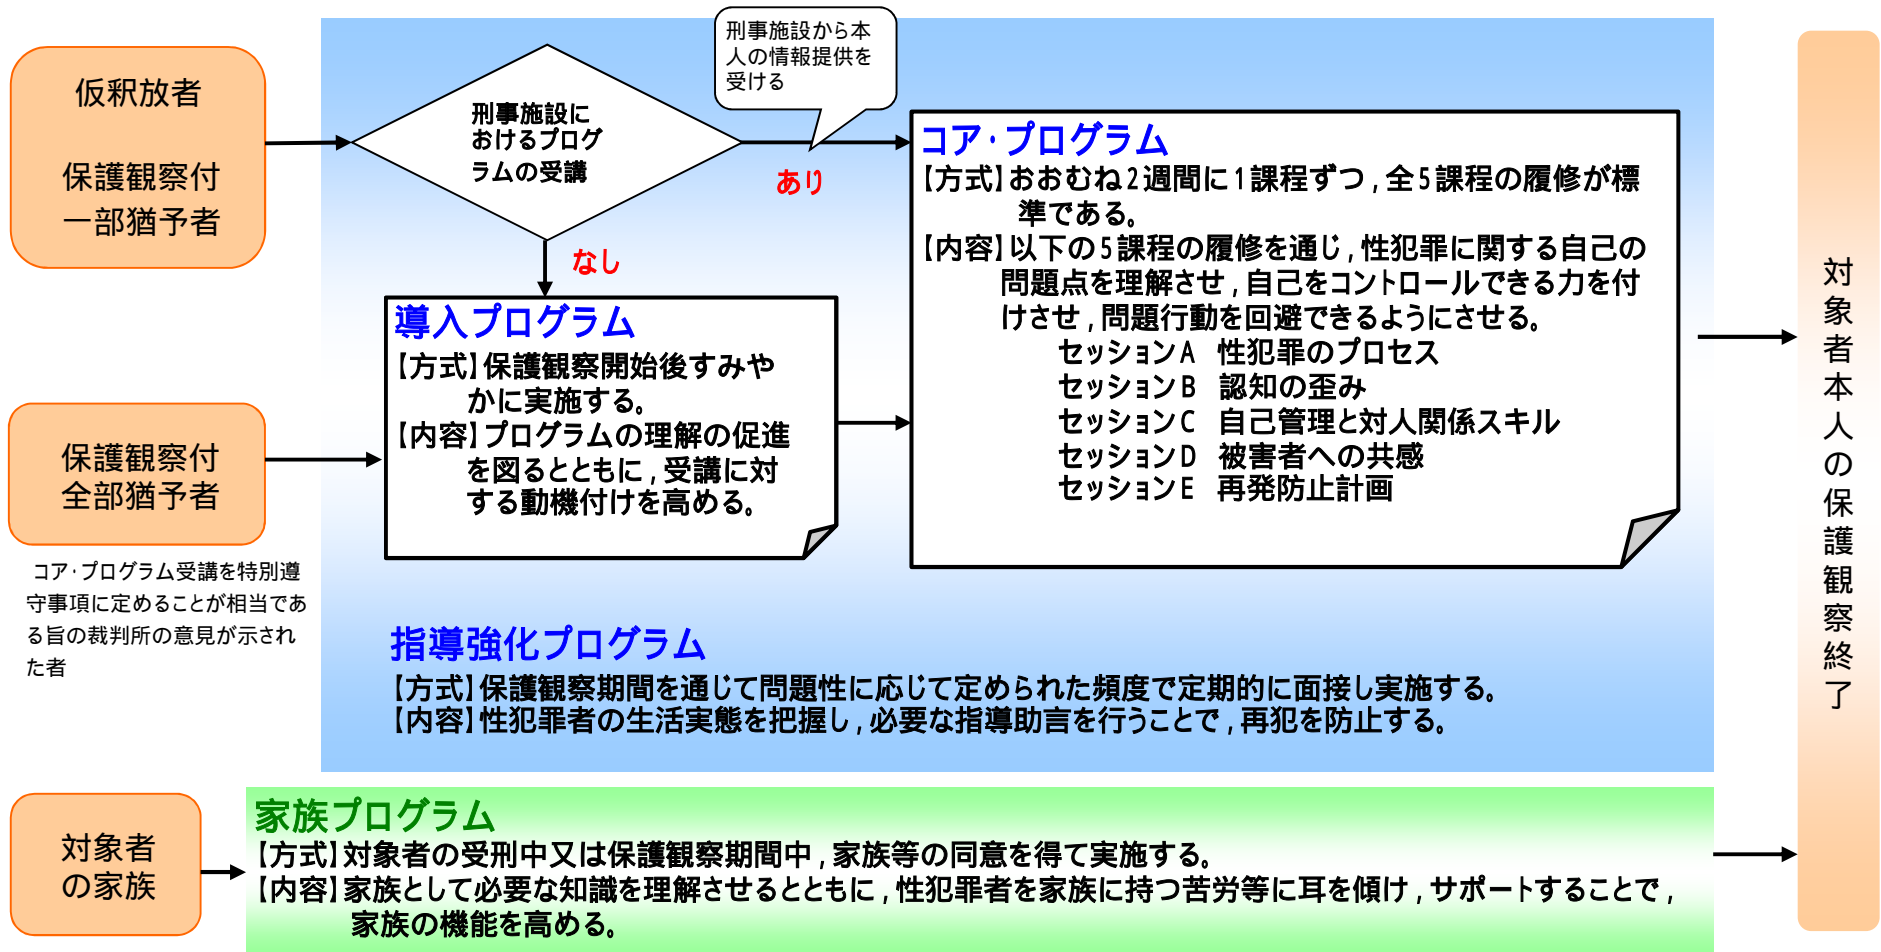 仮釈放者
保護観察付
一部猶予者
刑事施設に
おけるプログ
ラムの受講
刑事施設から本
人の情報提供を
受ける
あり
なし
コア・プログラム
【方式】おおむね2週間に1課程ずつ,全5課程の履修が標
準である。
【内容】以下の5課程の履修を通じ,性犯罪に関する自己の
問題点を理解させ,自己をコントロールできる力を付
けさせ,問題行動を回避できるようにさせる。
セッションA 性犯罪のプロセス
セッションB 認知の歪み
セッションC 自己管理と対人関係スキル
セッションD 被害者への共感
セッションE 再発防止計画
導入プログラム
【方式】保護観察開始後すみや
かに実施する。
【内容】プログラムの理解の促進
を図るとともに,受講に対
する動機付けを高める。
保護観察付
全部猶予者
コア・プログラム受講を特別遵
守事項に定めることが相当であ
る旨の裁判所の意見が示され
た者
指導強化プログラム
【方式】保護観察期間を通じて問題性に応じて定められた頻度で定期的に面接し実施する。
【内容】性犯罪者の生活実態を把握し,必要な指導助言を行うことで,再犯を防止する。
対象者
の家族
家族プログラム
【方式】対象者の受刑中又は保護観察期間中,家族等の同意を得て実施する。
【内容】家族として必要な知識を理解させるとともに,性犯罪者を家族に持つ苦労等に耳を傾け,サポートすることで,
家族の機能を高める。
対象者本人の保護観察終了